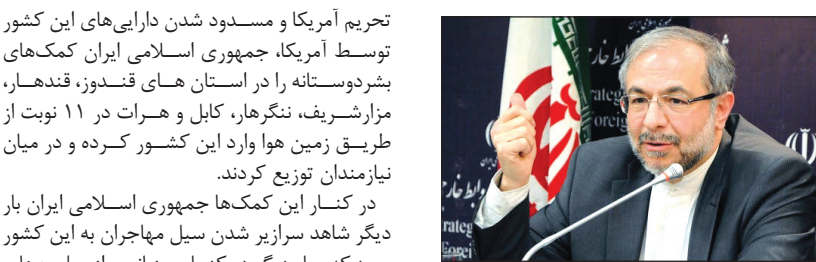 تحریم آمریکا و مسدود شدن دارایی‌های این کشور
توسط آمریکا، جمهوری اسلامی ایران کمک‌های
بشردوستانه را در استان های قندوز، قندهار،
مزارشریف، ننگرهار، کابل و هرات در ۱۱ نوبت از
طریق زمین هوا وارد این کشور کرده و در میان
نیازمندان توزیع کردند.
در کنار این کمک‌ها جمهوری اسلامی ایران بار
دیگر شاهد سرازیر شدن سیل مهاجران به این کشور